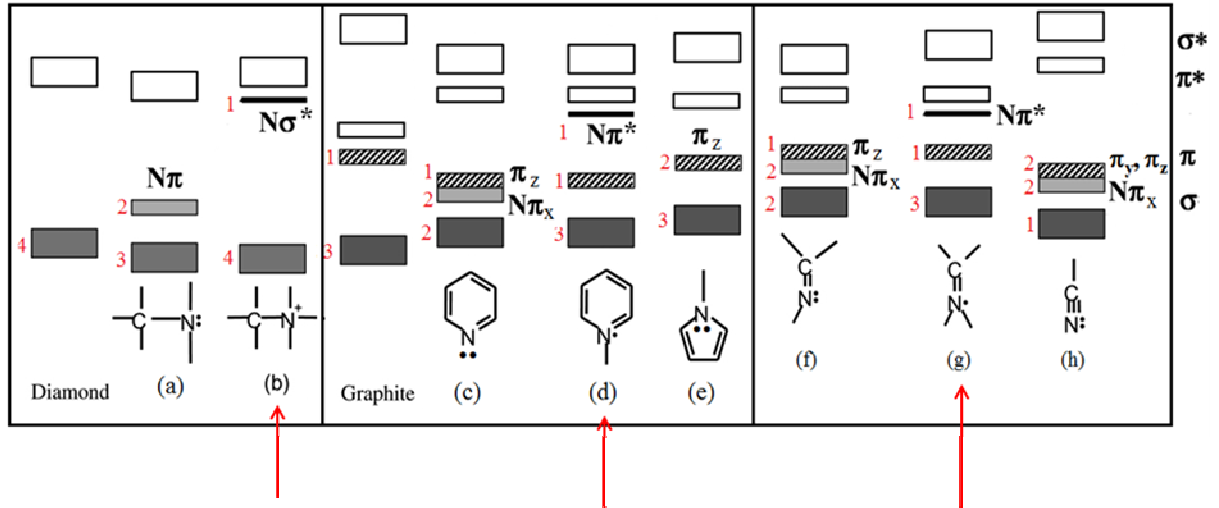 σ*
π*
π
σ
4
Diamond
Nπ
2
3
C N:
(a)
1
Nσ*
4
C N+
(b)
1
3
Graphite
1 πz
2 Nπx
2
N
••
(c)
1 Nπ*
1
3
N•
(d)
πz
2
3
N
••
(e)
1 πz
2 Nπx
2
C
N:
(f)
1 Nπ*
1
3
C
N•
(g)
2 πy, πz
2 Nπx
1
C
N:
(h)